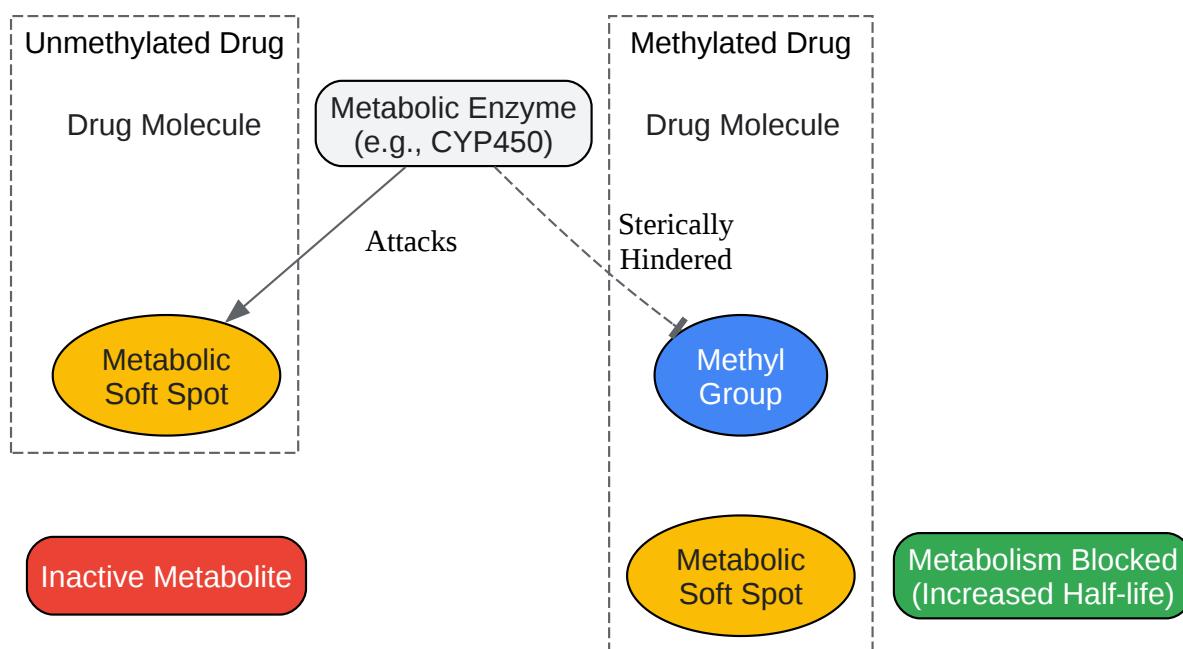 Unmethylated Drug
Methylated Drug
Drug Molecule
Metabolic Enzyme
(e.g., CYP450)
Drug Molecule
Attacks
Sterically
Hindered
Metabolic
Soft Spot
Methyl
Group
Inactive Metabolite
Metabolic
Soft Spot
Metabolism Blocked
(Increased Half-life)